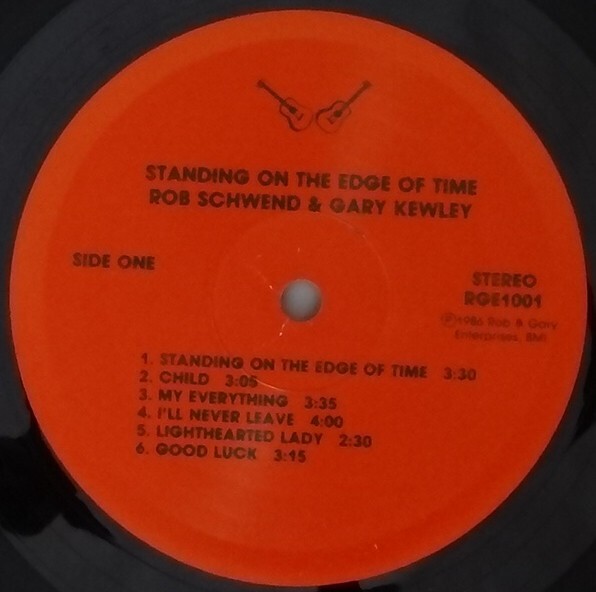 STANDING ON THE EDGE OF TIME
ROB SCHWEND & GARY KEWLEY
SIDE ONE
STEREO
RGE1001
Ⓟ1986 Rob & Gary
Enterprises, BMI
1. STANDING ON THE EDGE OF TIME 3:30
2. CHILD 3:05
3. MY EVERYTHING 3:35
4. I'LL NEVER LEAVE 4:00
5. LIGHTHEARTED LADY 2:30
6. GOOD LUCK 3:15